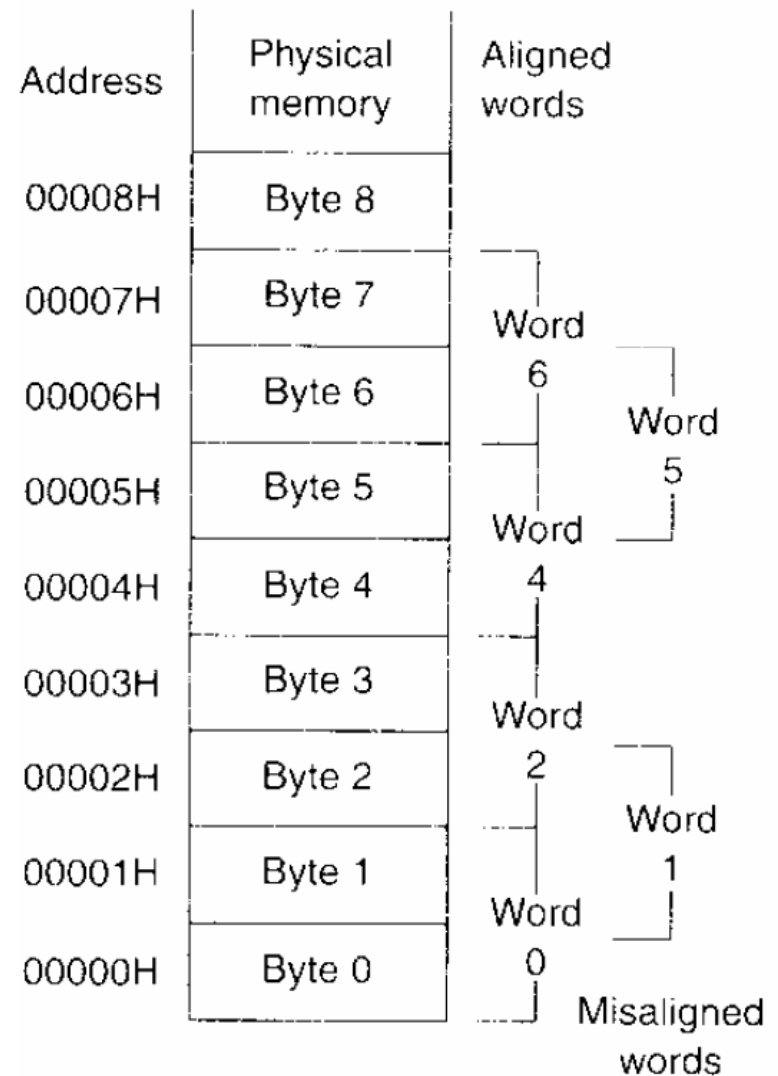 Address
Physical
memory
Aligned
words
00008H
Byte 8
00007H
Byte 7
Word
6
00006H
Byte 6
Word
5
00005H
Byte 5
Word
4
00004H
Byte 4
00003H
Byte 3
Word
2
00002H
Byte 2
Word
1
00001H
Byte 1
Word
0
00000H
Byte 0
Misaligned
words